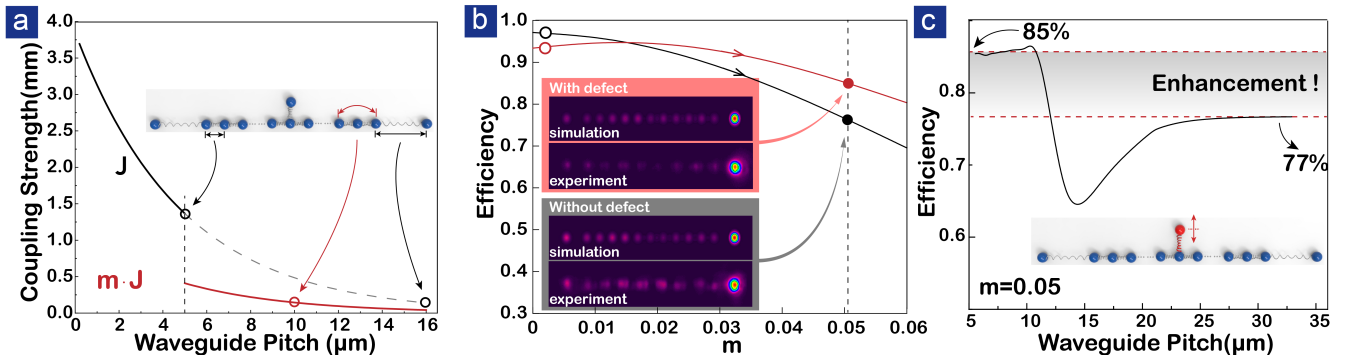 a
4.0
3.5
3.0
2.5
2.0
1.5
1.0
0.5
0
Coupling Strength(mm)
J
m·J
0 2 4 6 8 10 12 14 16
Waveguide Pitch (μm)
b
1.0
0.9
0.8
0.7
0.6
0.5
0.4
0.3
Efficiency
With defect
simulation
experiment
Without defect
simulation
experiment
0 0.01 0.02 0.03 0.04 0.05 0.06
m
c
0.8
0.7
0.6
Efficiency
85%
Enhancement !
77%
m=0.05
5 10 15 20 25 30 35
Waveguide Pitch(μm)